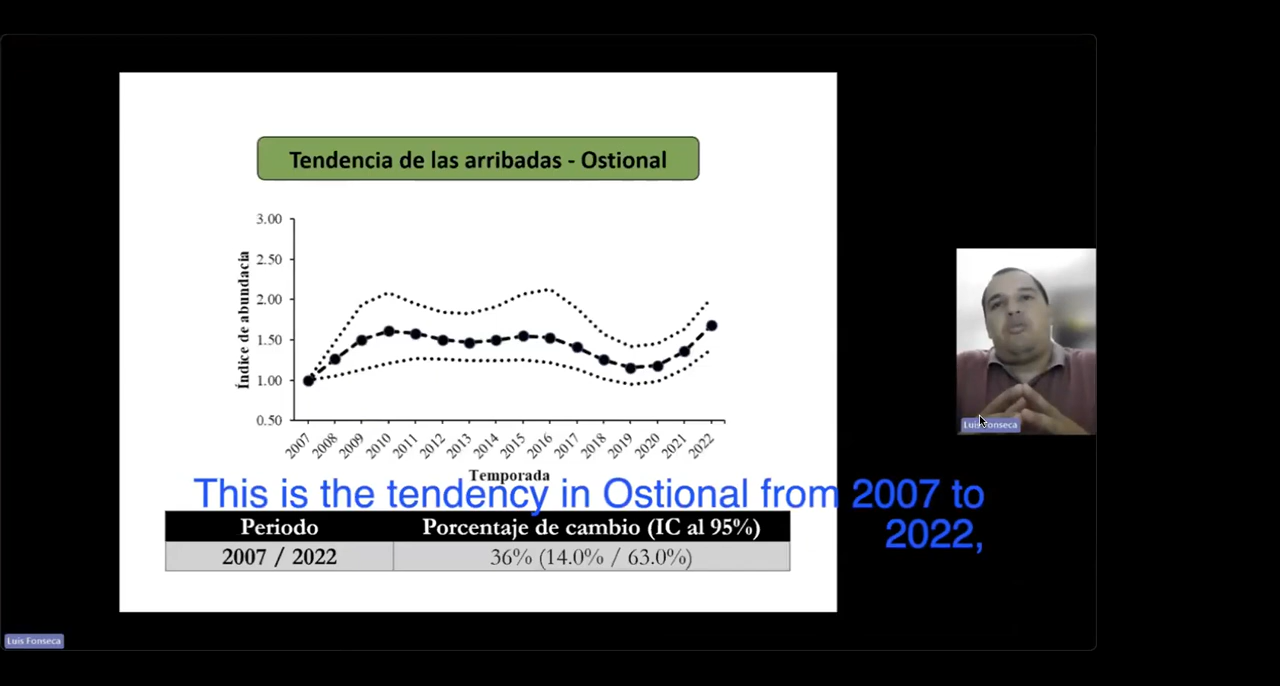 Tendencia de las arribadas - Ostional
3.00
2.50
2.00
1.50
1.00
0.50
Índice de abundacia
2007 2008 2009 2010 2011 2012 2013 2014 2015 2016 2017 2018 2019 2020 2021 2022
Temporada
This is the tendency in Ostional from 2007 to
2022,
Periodo Porcentaje de cambio (IC al 95%)
2007 / 2022 36% (14.0% / 63.0%)
Luis Fonseca
Luis Fonseca